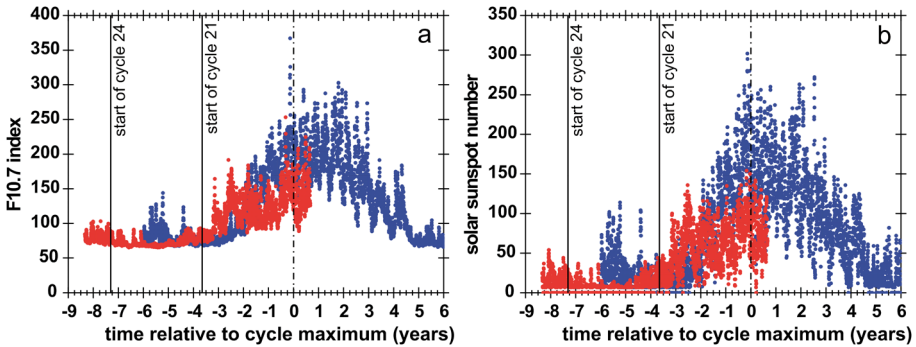 400
350
300
250
200
150
100
50
0
F10.7 index
start of cycle 24
start of cycle 21
a
-9 -8 -7 -6 -5 -4 -3 -2 -1 0 1 2 3 4 5 6
time relative to cycle maximum (years)
350
300
250
200
150
100
50
0
solar sunspot number
start of cycle 24
start of cycle 21
b
-9 -8 -7 -6 -5 -4 -3 -2 -1 0 1 2 3 4 5 6
time relative to cycle maximum (years)